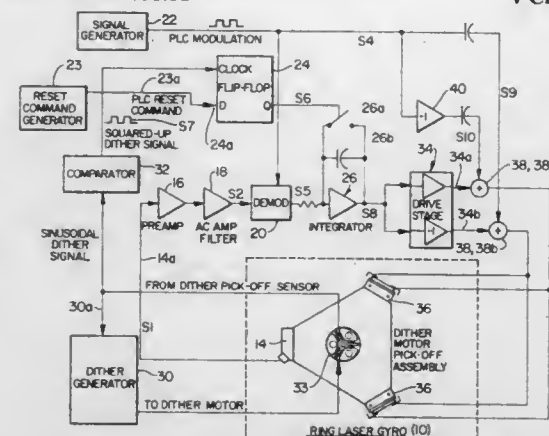 SIGNAL
GENERATOR
22
PLC MODULATION
S4
23
RESET
COMMAND
GENERATOR
23a
PLC RESET
COMMAND
S7
SQUARED-UP
DITHER SIGNAL
CLOCK
FLIP-FLOP
D
Q
24
24a
S6
26a
26b
40
-1
S10
S9
COMPARATOR
32
16
PREAMP
18
AC AMP
FILTER
S2
DEMOD
20
S5
26
INTEGRATOR
S8
34
34a
34b
-1
DRIVE
STAGE
38, 38
38, 38b
SINUSOIDAL
DITHER
SIGNAL
14a
30a
S1
FROM DITHER PICK-OFF SENSOR
DITHER
GENERATOR
30
TO DITHER MOTOR
14
33
36
DITHER
MOTOR
PICK-OFF
ASSEMBLY
36
RING LASER GYRO (10)